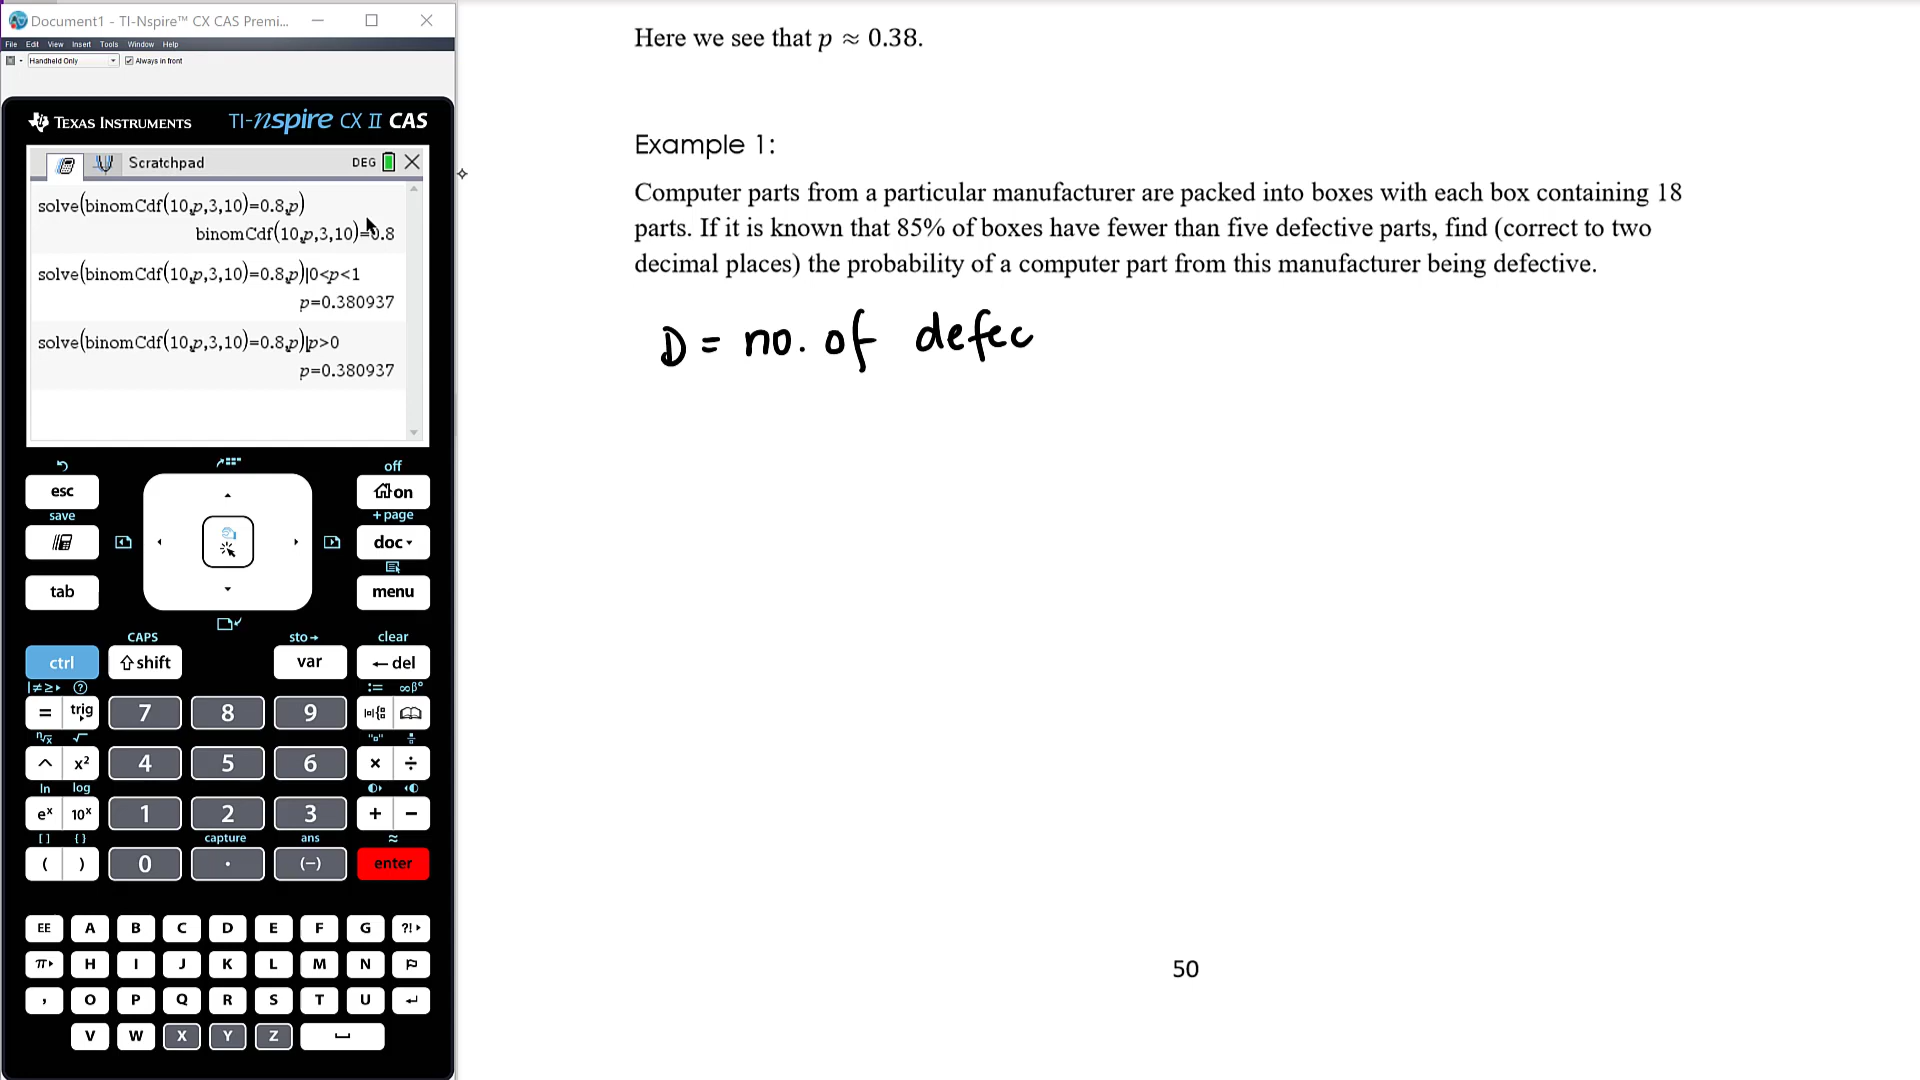 Document1 - TI-Nspire™ CX CAS Premi...
File Edit View Insert Tools Window Help
Handheld Only Always in front
TEXAS INSTRUMENTS TI-nspire CX II CAS
Scratchpad DEG
solve(binomCdf(10,p,3,10)=0.8,p)
binomCdf(10,p,3,10)=0.8
solve(binomCdf(10,p,3,10)=0.8,p)|0<p<1
p=0.380937
solve(binomCdf(10,p,3,10)=0.8,p)|p>0
p=0.380937
off
esc on
save + page
doc
tab menu
CAPS sto→ clear
ctrl shift var ←del
|≠≥▸ ? := ∞β°
= trig 7 8 9
ⁿ√x √
^ x² 4 5 6 × ÷
ln log
eˣ 10ˣ 1 2 3 + −
[ ] { } capture ans ≈
( ) 0 . (−) enter
EE A B C D E F G ?!▸
π▸ H I J K L M N
, O P Q R S T U ↵
V W X Y Z
Here we see that p ≈ 0.38.
Example 1:
Computer parts from a particular manufacturer are packed into boxes with each box containing 18
parts. If it is known that 85% of boxes have fewer than five defective parts, find (correct to two
decimal places) the probability of a computer part from this manufacturer being defective.
D = no. of defec
50